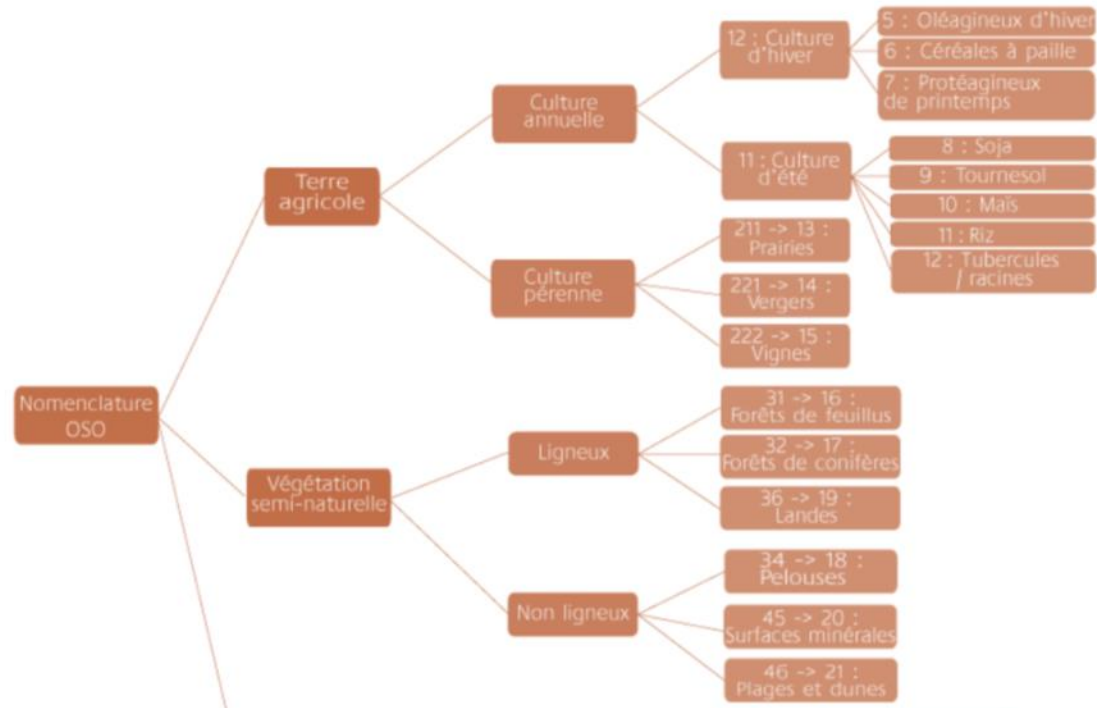 Nomenclature
OSO
Terre
agricole
Culture
annuelle
12 : Culture
d'hiver
5 : Oléagineux d'hiver
6 : Céréales à paille
7 : Protéagineux
de printemps
11 : Culture
d'été
8 : Soja
9 : Tournesol
10 : Maïs
11 : Riz
12 : Tubercules
/ racines
Culture
pérenne
211 -> 13 :
Prairies
221 -> 14 :
Vergers
222 -> 15 :
Vignes
Végétation
semi-naturelle
Ligneux
31 -> 16 :
Forêts de feuillus
32 -> 17 :
Forêts de conifères
36 -> 19 :
Landes
Non ligneux
34 -> 18 :
Pelouses
45 -> 20 :
Surfaces minérales
46 -> 21 :
Plages et dunes